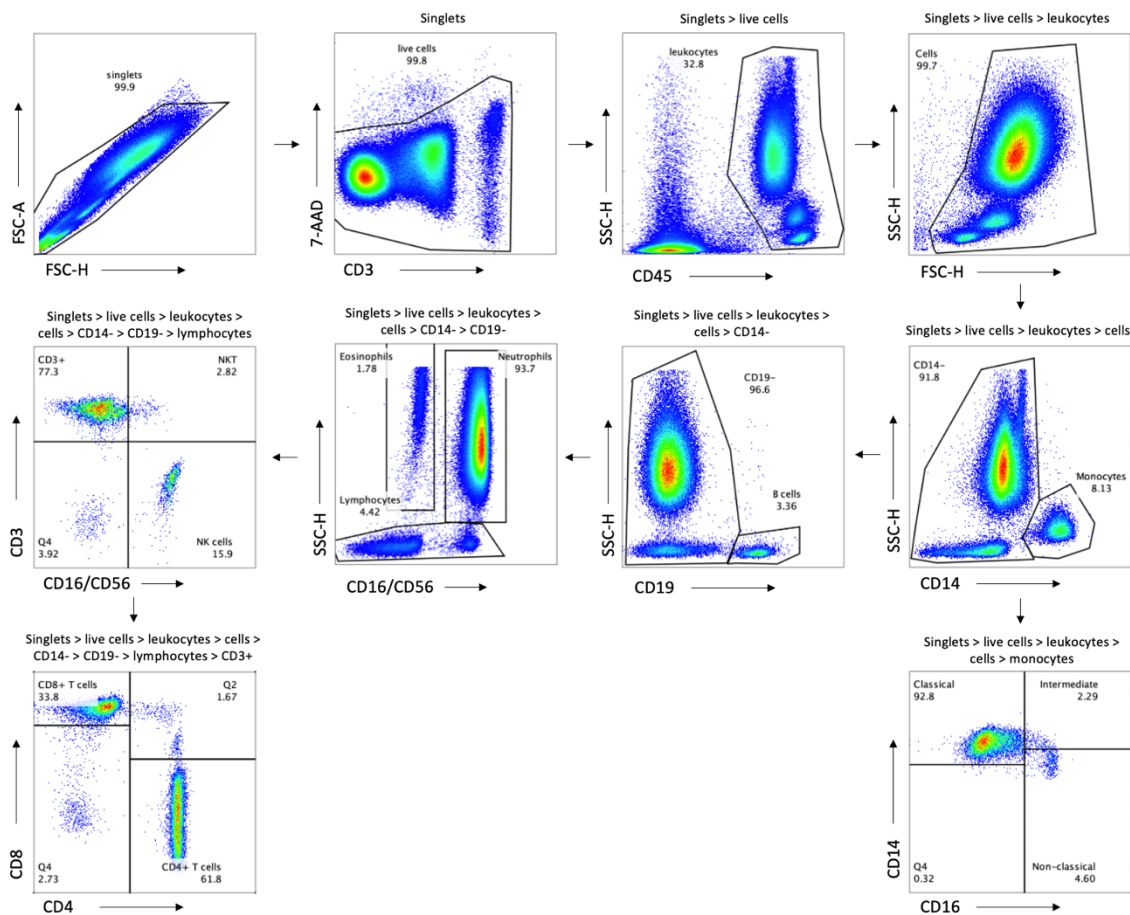 Singlets
Singlets > live cells
Singlets > live cells > leukocytes
singlets
99.9
FSC-A
FSC-H
live cells
99.8
7-AAD
CD3
leukocytes
32.8
SSC-H
CD45
Cells
99.7
SSC-H
FSC-H
Singlets > live cells > leukocytes >
cells > CD14- > CD19- > lymphocytes
CD3+
77.3
NKT
2.82
Q4
3.92
NK cells
15.9
CD3
CD16/CD56
Singlets > live cells > leukocytes >
cells > CD14- > CD19-
Eosinophils
1.78
Neutrophils
93.7
Lymphocytes
4.42
SSC-H
CD16/CD56
Singlets > live cells > leukocytes >
cells > CD14-
CD19-
96.6
B cells
3.36
SSC-H
CD19
Singlets > live cells > leukocytes > cells
CD14-
91.8
Monocytes
8.13
SSC-H
CD14
Singlets > live cells > leukocytes > cells >
CD14- > CD19- > lymphocytes > CD3+
CD8+ T cells
33.8
Q2
1.67
Q4
2.73
CD4+ T cells
61.8
CD8
CD4
Singlets > live cells > leukocytes >
cells > monocytes
Classical
92.8
Intermediate
2.29
Q4
0.32
Non-classical
4.60
CD14
CD16